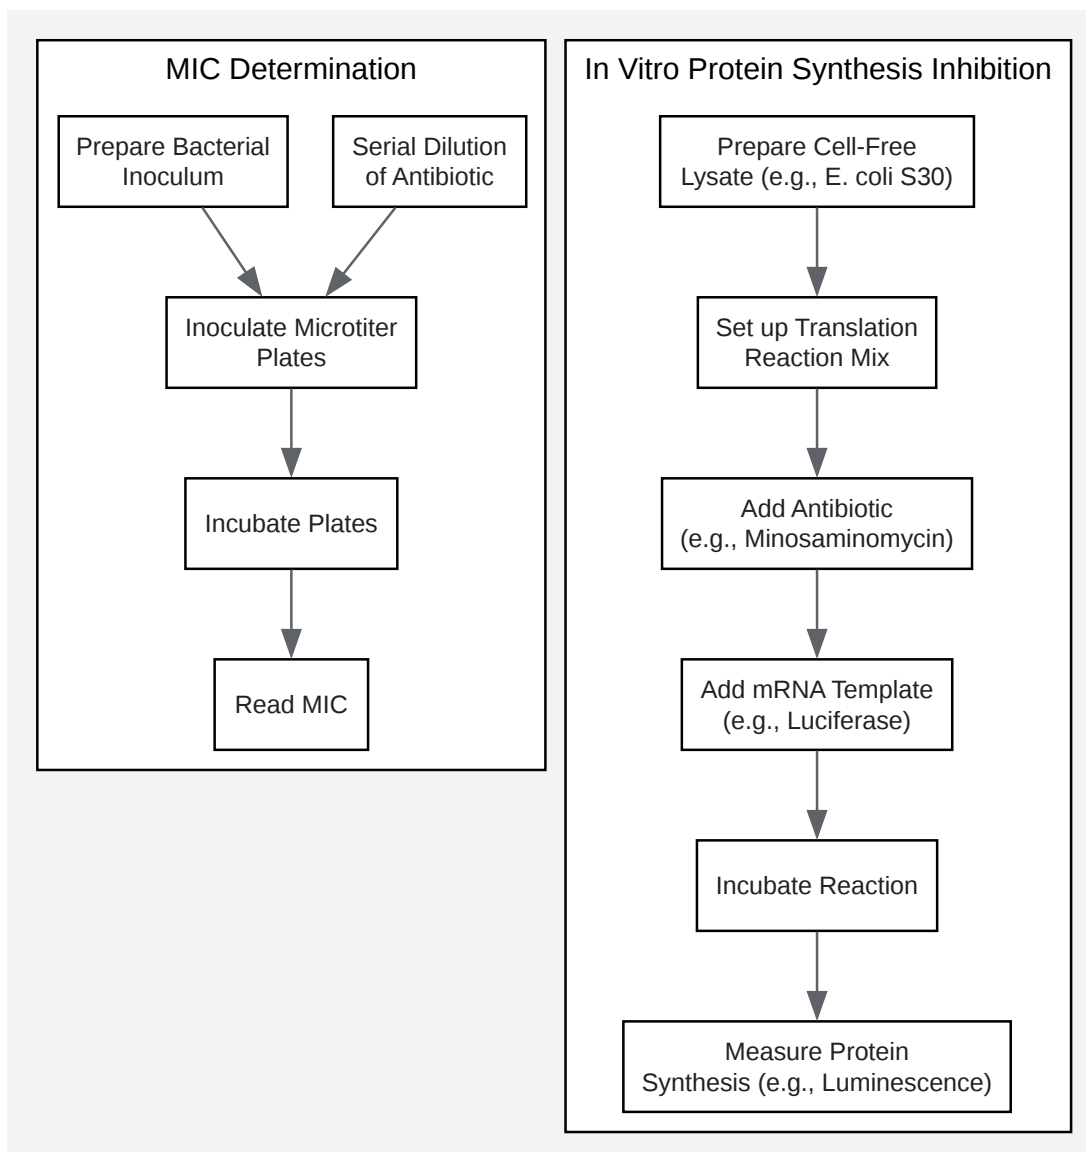 MIC Determination
Prepare Bacterial
Inoculum
Serial Dilution
of Antibiotic
Inoculate Microtiter
Plates
Incubate Plates
Read MIC
In Vitro Protein Synthesis Inhibition
Prepare Cell-Free
Lysate (e.g., E. coli S30)
Set up Translation
Reaction Mix
Add Antibiotic
(e.g., Minosaminomycin)
Add mRNA Template
(e.g., Luciferase)
Incubate Reaction
Measure Protein
Synthesis (e.g., Luminescence)